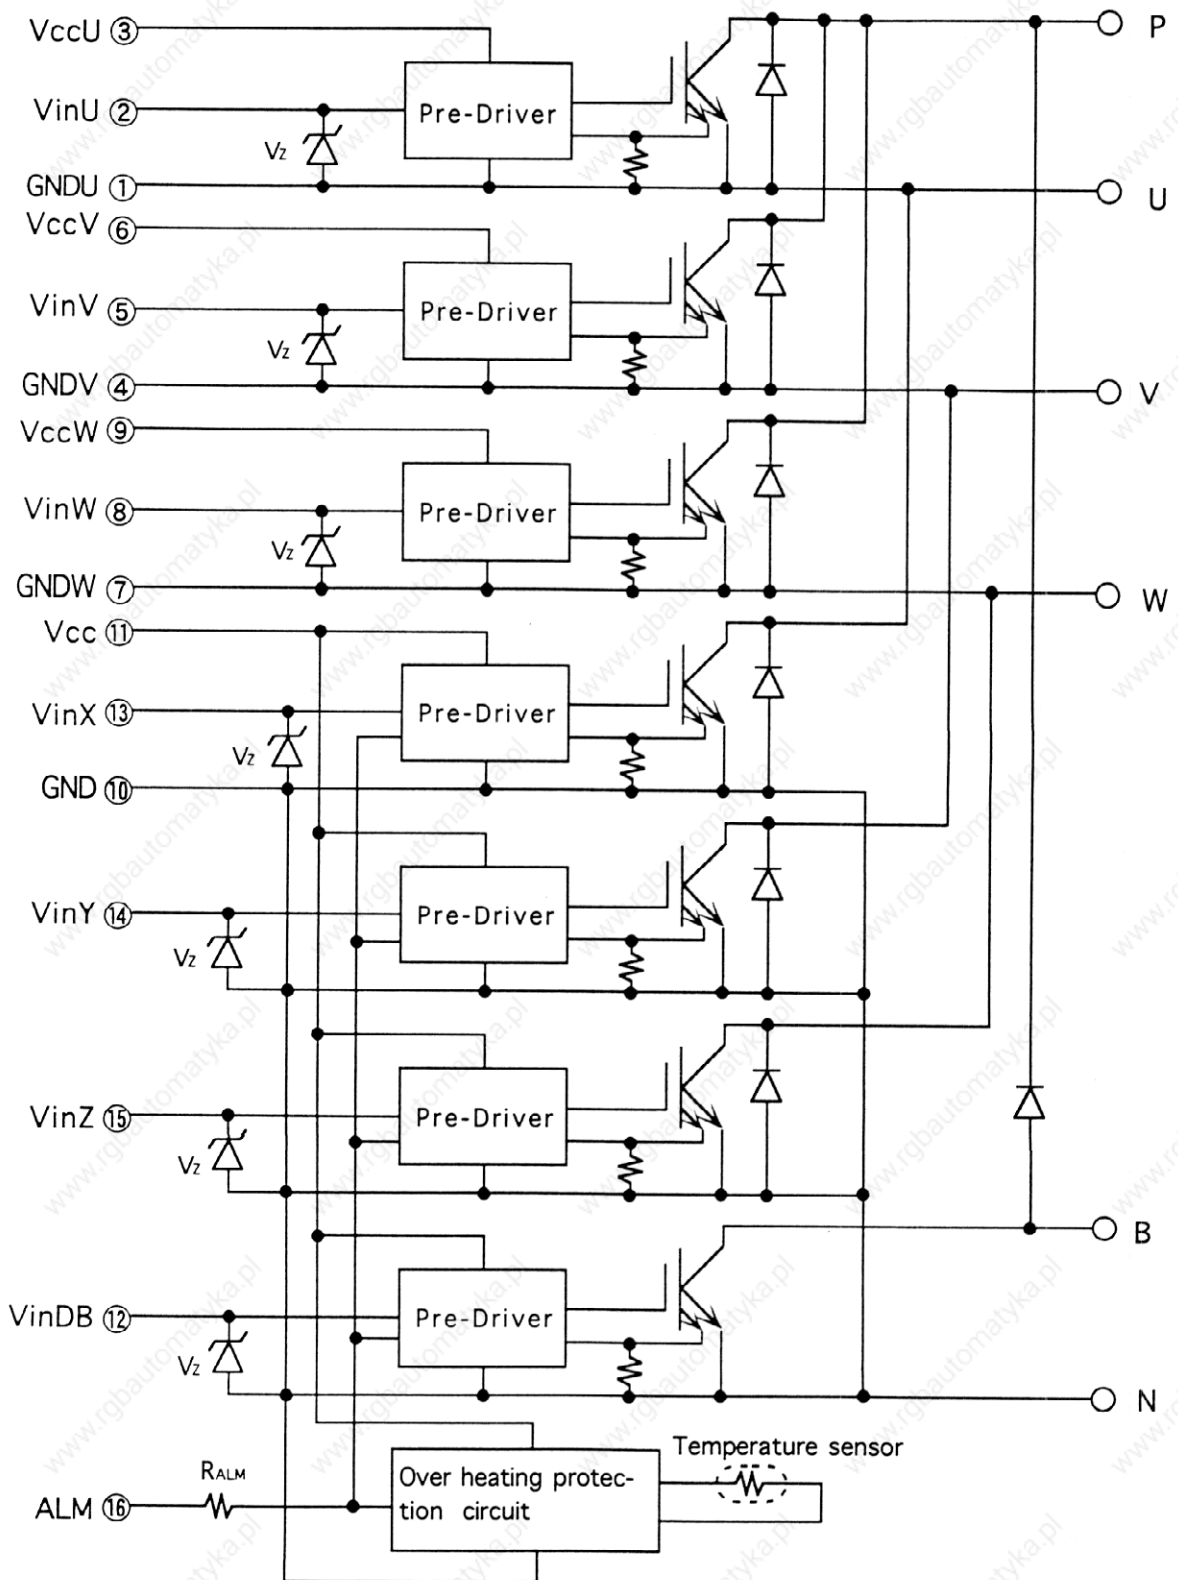 VccU ③
P
VinU ②
Pre-Driver
Vz
GNDU ①
U
VccV ⑥
VinV ⑤
Pre-Driver
Vz
GNDV ④
V
VccW ⑨
VinW ⑧
Pre-Driver
Vz
GNDW ⑦
W
Vcc ⑪
VinX ⑬
Pre-Driver
Vz
GND ⑩
VinY ⑭
Pre-Driver
Vz
VinZ ⑮
Pre-Driver
Vz
B
VinDB ⑫
Pre-Driver
Vz
N
Temperature sensor
RALM
Over heating protec-
tion circuit
ALM ⑯
www.rgbautomatyka.pl